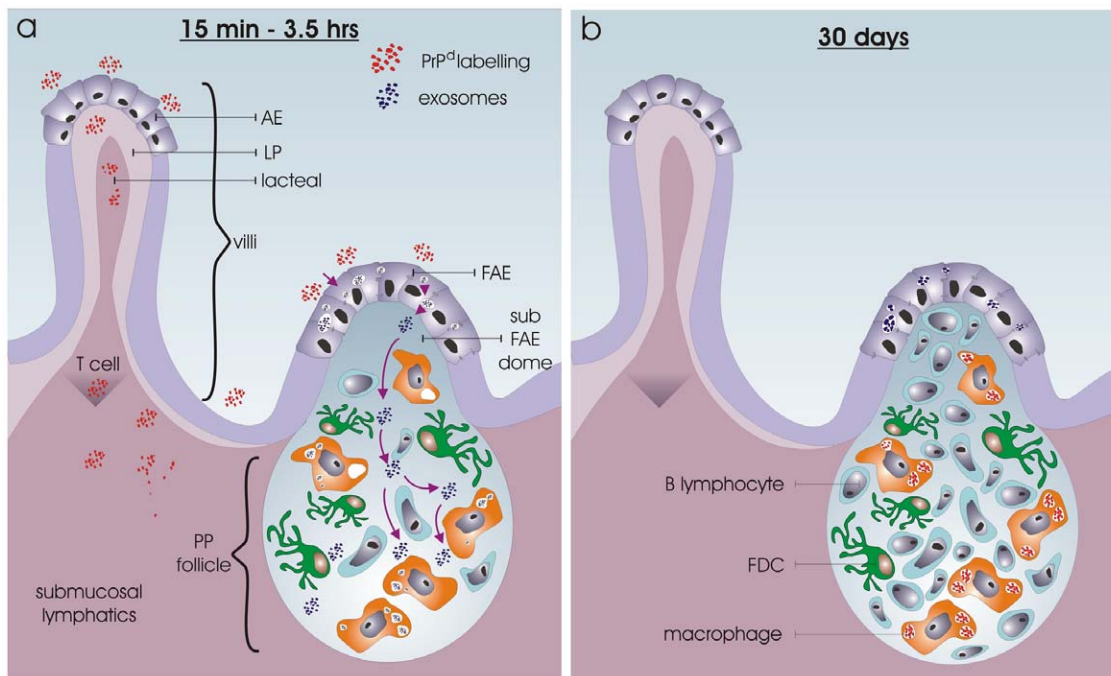 a
15 min - 3.5 hrs
PrPᵈ labelling
exosomes
AE
LP
lacteal
villi
FAE
sub
FAE
dome
T cell
PP
follicle
submucosal
lymphatics
b
30 days
B lymphocyte
FDC
macrophage